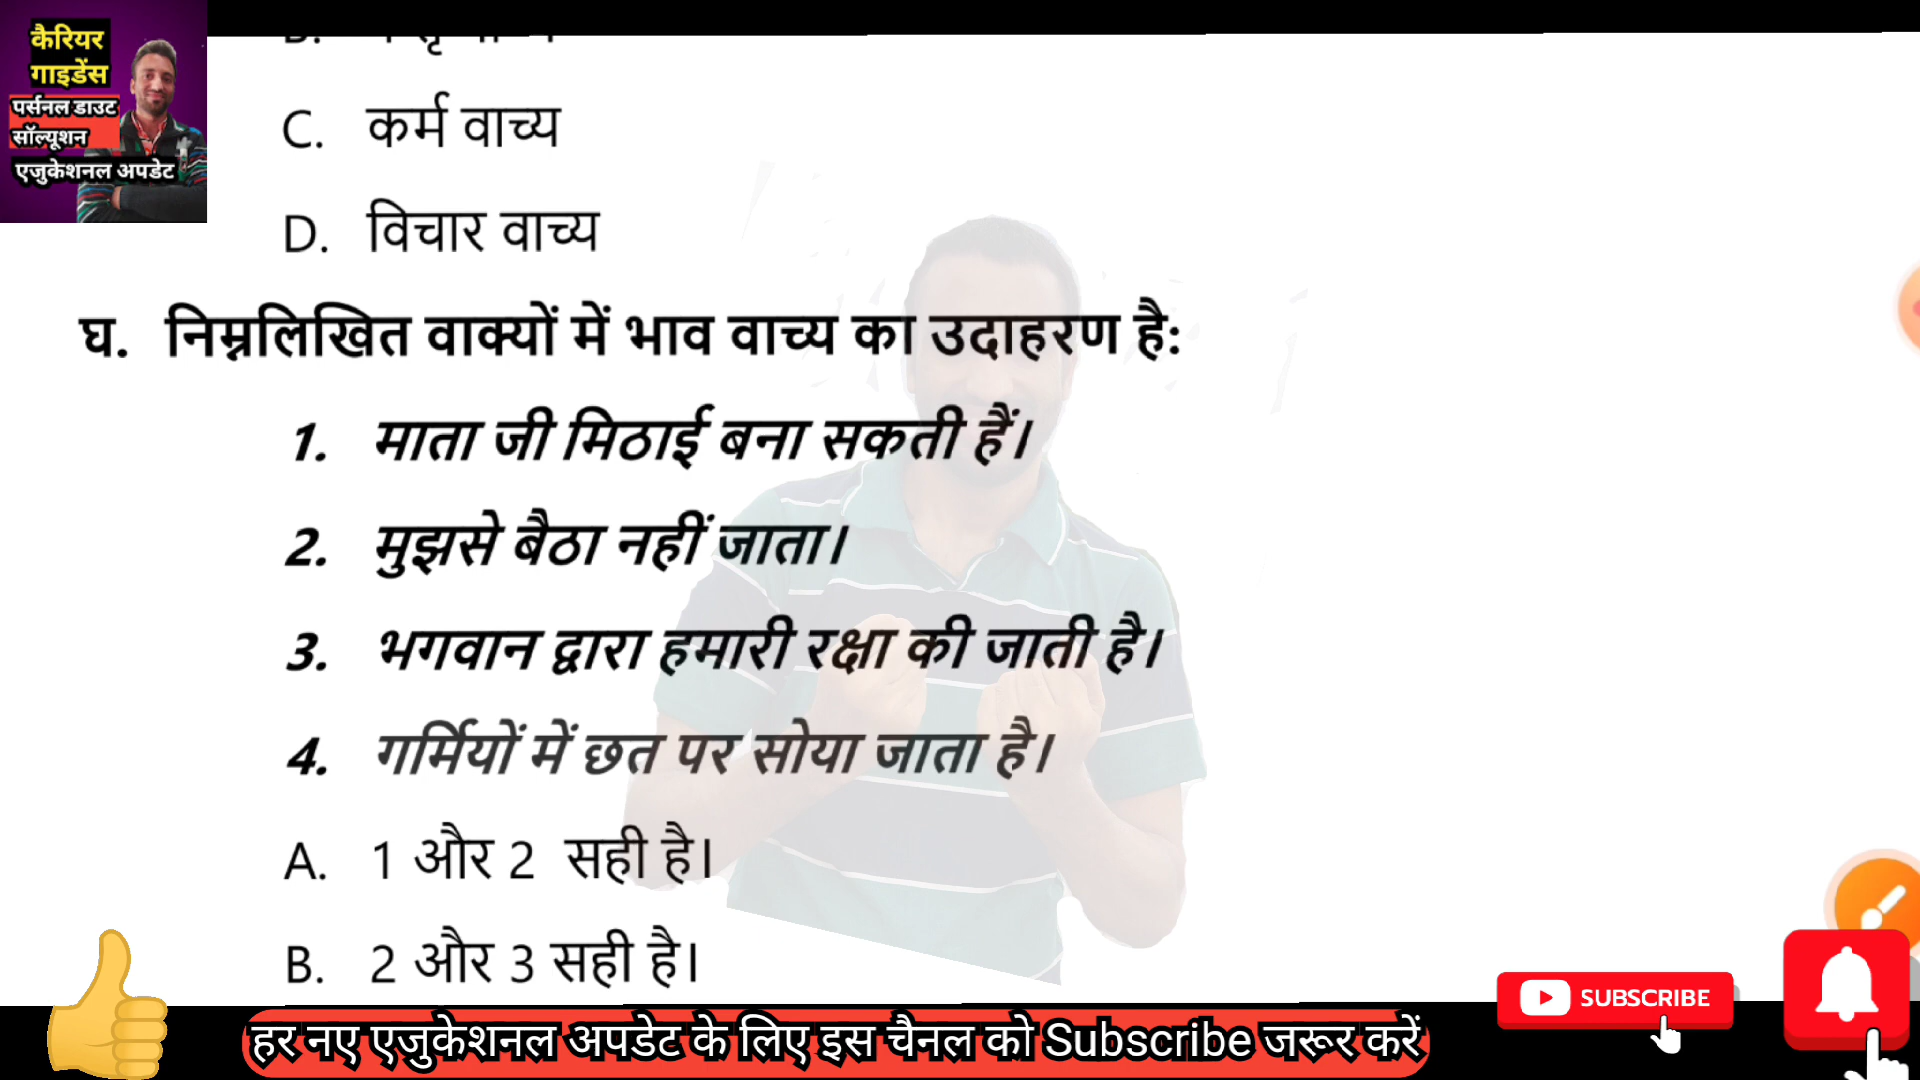 कैरियर
गाइडेंस
पर्सनल डाउट
सॉल्यूशन
एजुकेशनल अपडेट
C. कर्म वाच्य
D. विचार वाच्य
घ. निम्नलिखित वाक्यों में भाव वाच्य का उदाहरण है:
1. माता जी मिठाई बना सकती हैं।
2. मुझसे बैठा नहीं जाता।
3. भगवान द्वारा हमारी रक्षा की जाती है।
4. गर्मियों में छत पर सोया जाता है।
A. 1 और 2 सही है।
B. 2 और 3 सही है।
SUBSCRIBE
हर नए एजुकेशनल अपडेट के लिए इस चैनल को Subscribe जरूर करें